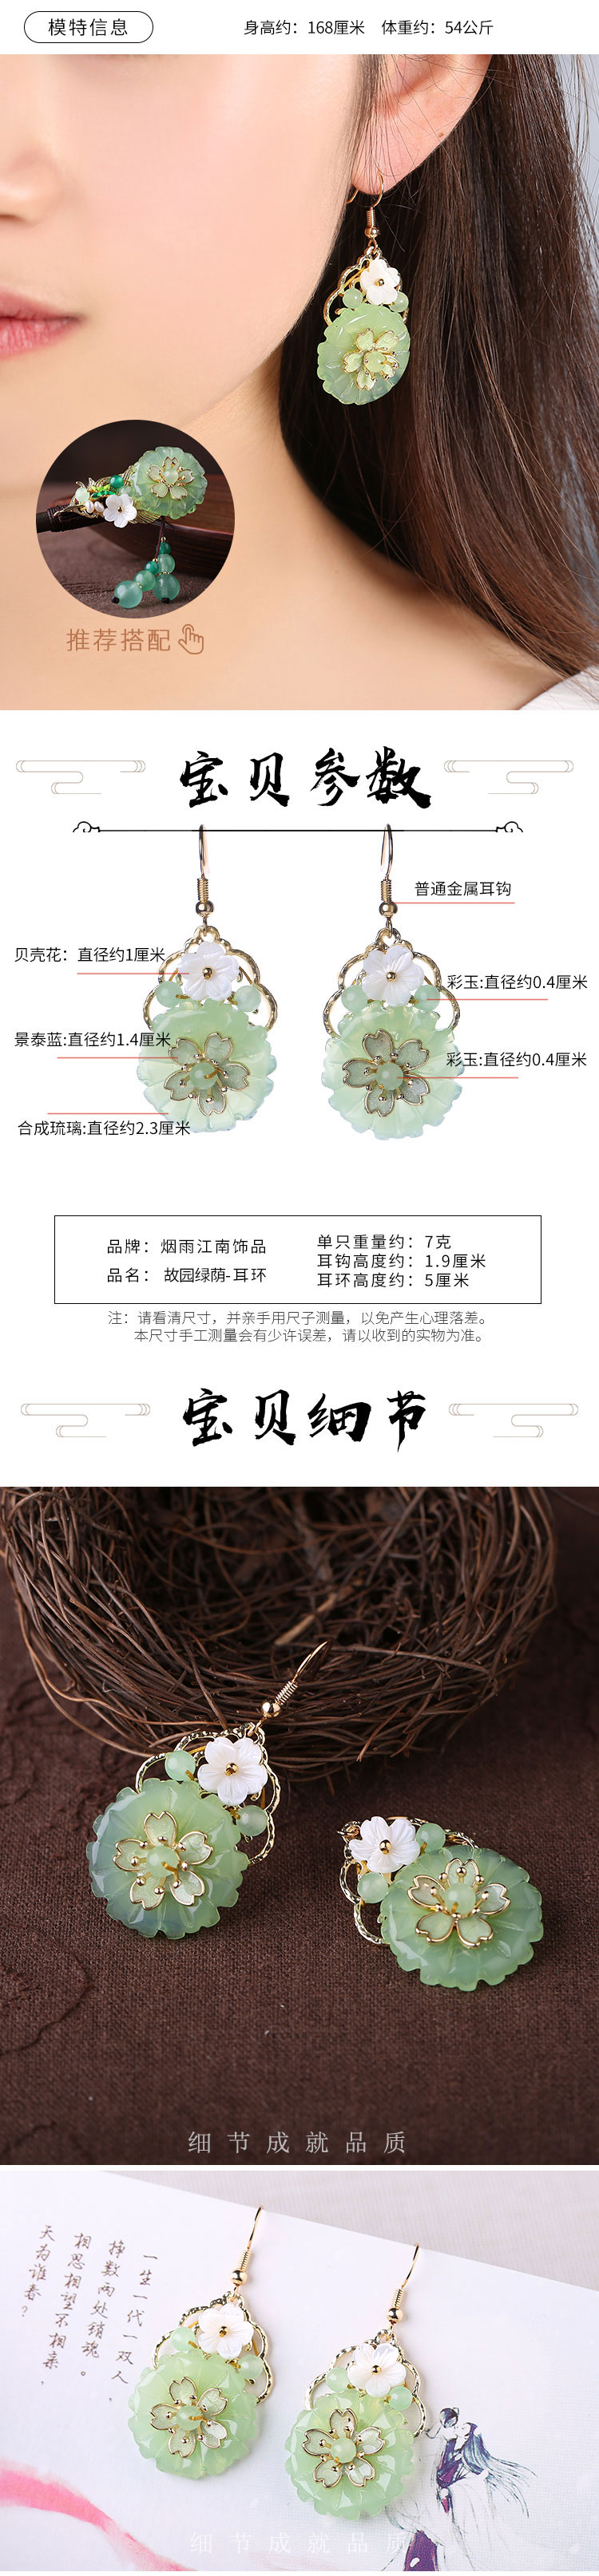 模特信息
身高约：168厘米 体重约：54公斤
推荐搭配
宝贝参数
普通金属耳钩
贝壳花：直径约1厘米
彩玉:直径约0.4厘米
景泰蓝:直径约1.4厘米
彩玉:直径约0.4厘米
合成琉璃:直径约2.3厘米
品牌：烟雨江南饰品
品名：故园绿荫-耳环
单只重量约：7克
耳钩高度约：1.9厘米
耳环高度约：5厘米
注：请看清尺寸，并亲手用尺子测量，以免产生心理落差。
本尺寸手工测量会有少许误差，请以收到的实物为准。
宝贝细节
细节成就品质
一生一代一双人，
择数两处销魂。
相思相望不相亲，
天为谁春？
细节成就品质